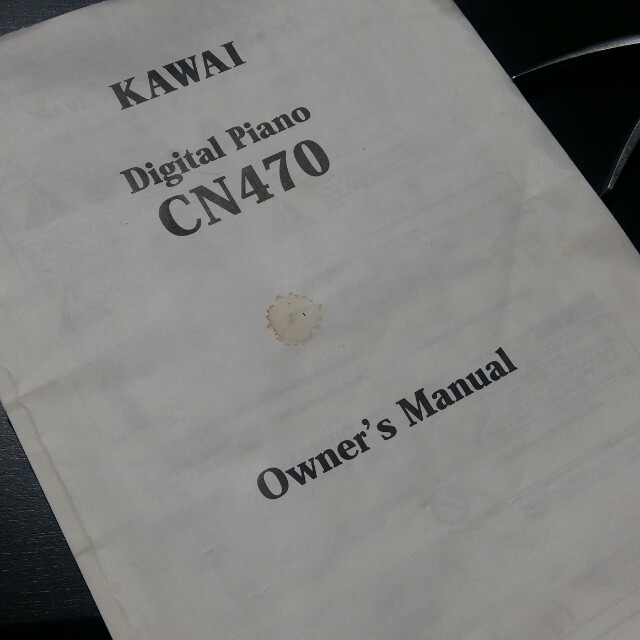 KAWAI
Digital Piano
CN470
Owner's Manual